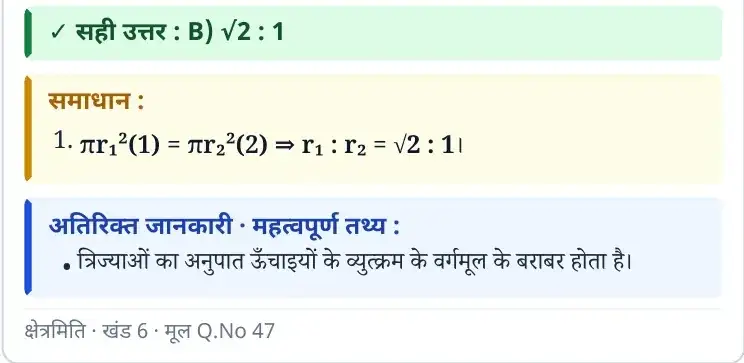 ✓ सही उत्तर : B) √2 : 1
समाधान :
1. πr₁²(1) = πr₂²(2) ⇒ r₁ : r₂ = √2 : 1।
अतिरिक्त जानकारी · महत्वपूर्ण तथ्य :
• त्रिज्याओं का अनुपात ऊँचाइयों के व्युत्क्रम के वर्गमूल के बराबर होता है।
क्षेत्रमिति · खंड 6 · मूल Q.No 47